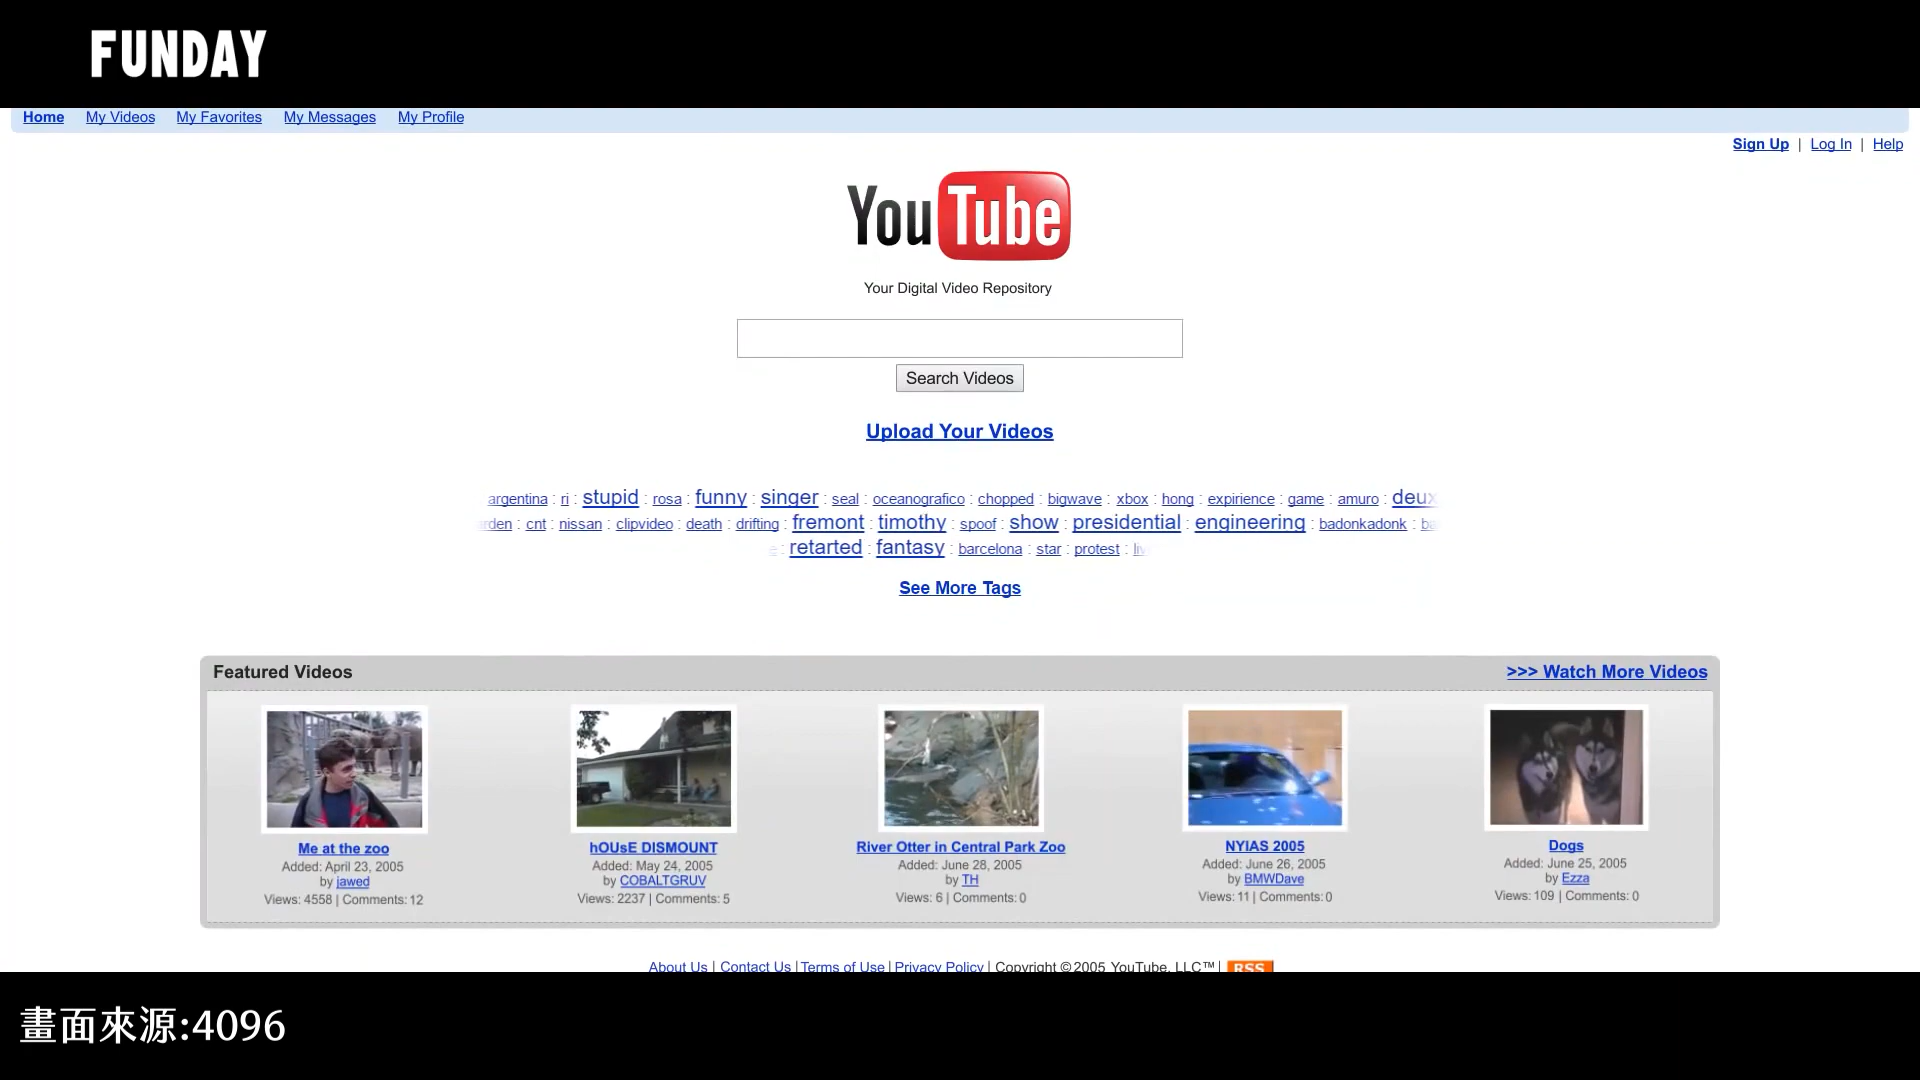 FUNDAY
Home My Videos My Favorites My Messages My Profile
Sign Up | Log In | Help
YouTube
Your Digital Video Repository
Search Videos
Upload Your Videos
argentina : ri : stupid : rosa : funny : singer : seal : oceanografico : chopped : bigwave : xbox : hong : expirience : game : amuro : deux
rden : cnt : nissan : clipvideo : death : drifting : fremont : timothy : spoof : show : presidential : engineering : badonkadonk : ba
e : retarted : fantasy : barcelona : star : protest : liv
See More Tags
Featured Videos >>> Watch More Videos
Me at the zoo
Added: April 23, 2005
by jawed
Views: 4558 | Comments: 12
hOUsE DISMOUNT
Added: May 24, 2005
by COBALTGRUV
Views: 2237 | Comments: 5
River Otter in Central Park Zoo
Added: June 28, 2005
by TH
Views: 6 | Comments: 0
NYIAS 2005
Added: June 26, 2005
by BMWDave
Views: 11 | Comments: 0
Dogs
Added: June 25, 2005
by Ezza
Views: 109 | Comments: 0
About Us | Contact Us | Terms of Use | Privacy Policy | Copyright © 2005 YouTube, LLC™ | RSS
畫面來源:4096